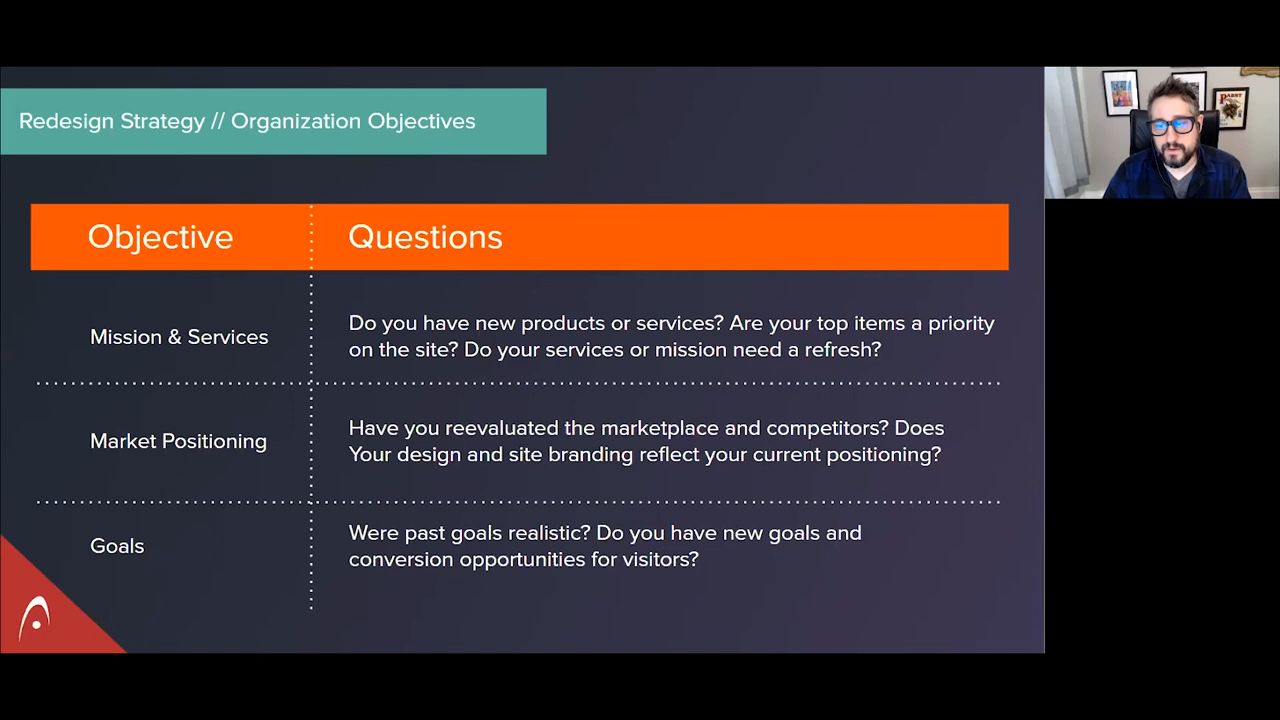 Redesign Strategy // Organization Objectives
Objective
Questions
Mission & Services
Do you have new products or services? Are your top items a priority
on the site? Do your services or mission need a refresh?
Market Positioning
Have you reevaluated the marketplace and competitors? Does
Your design and site branding reflect your current positioning?
Goals
Were past goals realistic? Do you have new goals and
conversion opportunities for visitors?
PABST